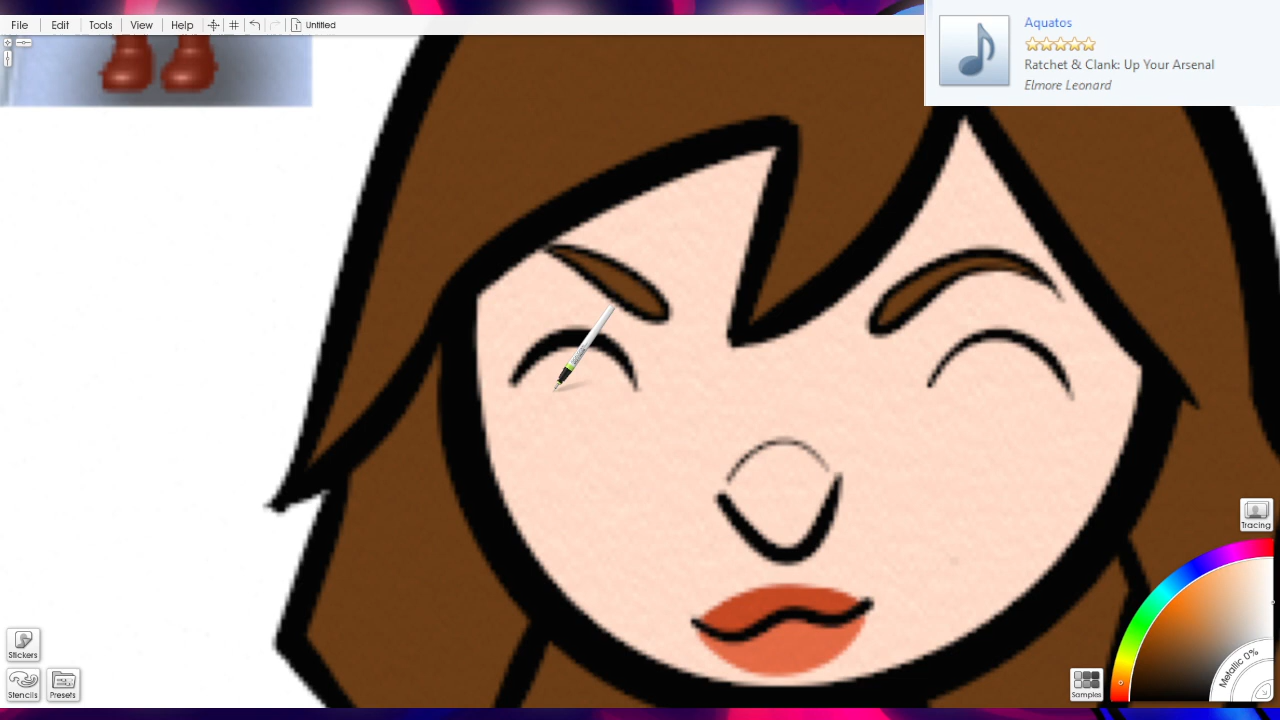 File Edit Tools View Help 1 Untitled
Aquatos
Ratchet & Clank: Up Your Arsenal
Elmore Leonard
Tracing
Metallic 0%
Stickers
Stencils Presets
Samples